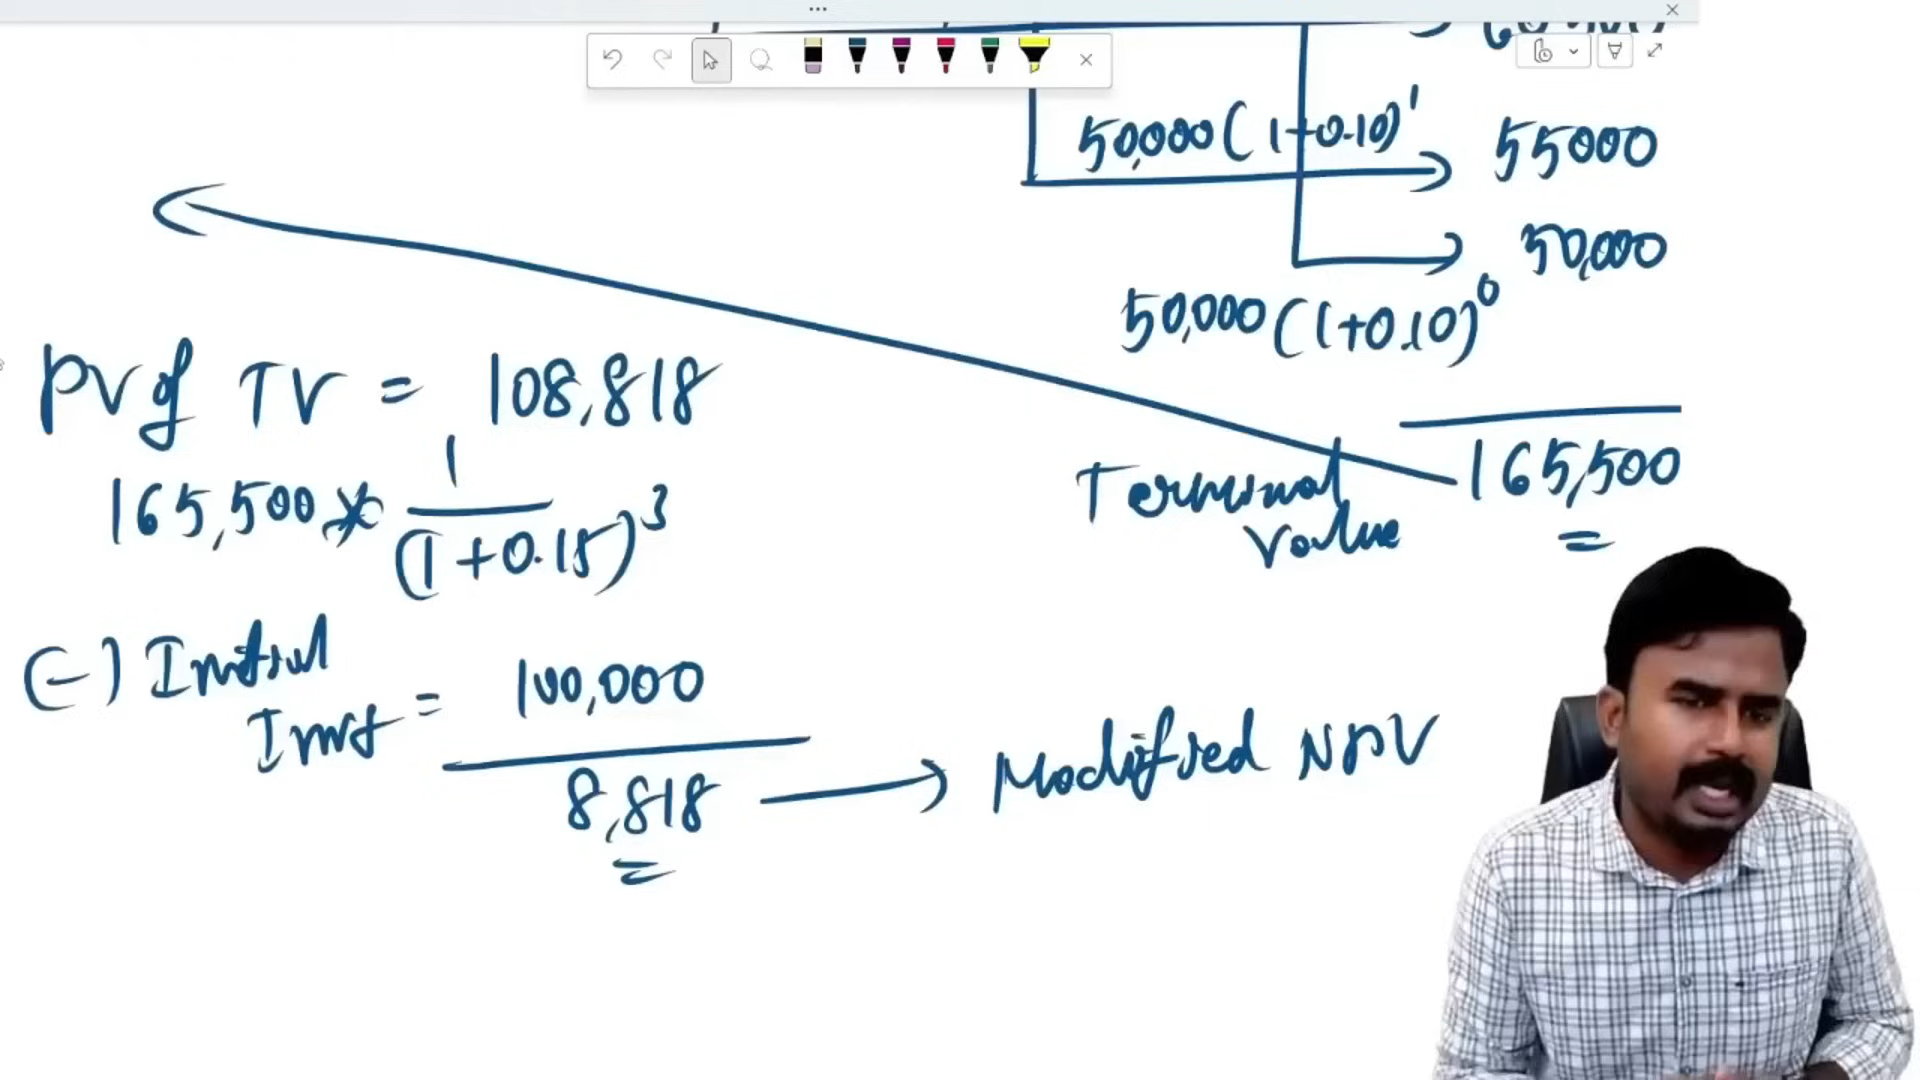 50,000(1+0.10)¹ 55000
50,000
50,000(1+0.10)⁰
PV of TV = 108,818
165,500 * 1
(1+0.15)³
Terminal
Value
165,500
(-) Initial
Invt = 100,000
8,818 → Modified NPV